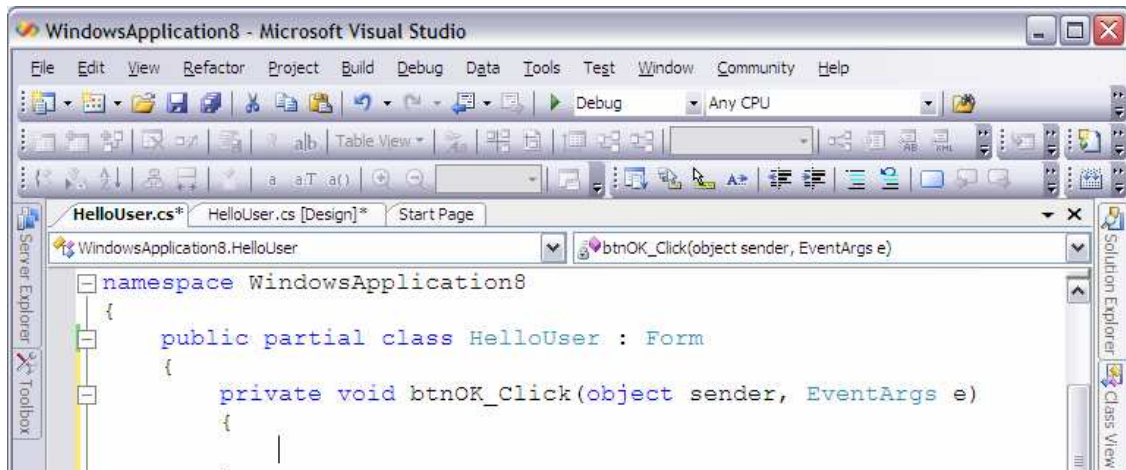 WindowsApplication8 - Microsoft Visual Studio
File Edit View Refactor Project Build Debug Data Tools Test Window Community Help
Debug Any CPU
a|b Table View
a a:T a()
HelloUser.cs* HelloUser.cs [Design]* Start Page
WindowsApplication8.HelloUser btnOK_Click(object sender, EventArgs e)
Server Explorer
Toolbox
namespace WindowsApplication8
{
public partial class HelloUser : Form
{
private void btnOK_Click(object sender, EventArgs e)
{
Solution Explorer
Class View